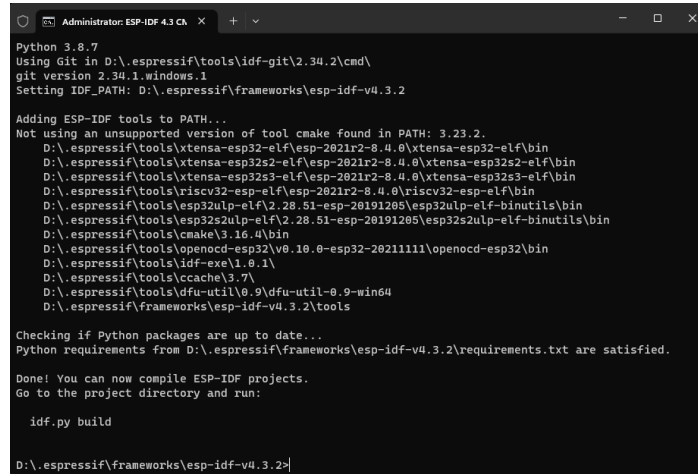 Administrator: ESP-IDF 4.3 CM
Python 3.8.7
Using Git in D:\.espressif\tools\idf-git\2.34.2\cmd\
git version 2.34.1.windows.1
Setting IDF_PATH: D:\.espressif\frameworks\esp-idf-v4.3.2
Adding ESP-IDF tools to PATH...
Not using an unsupported version of tool cmake found in PATH: 3.23.2.
D:\.espressif\tools\xtensa-esp32-elf\esp-2021r2-8.4.0\xtensa-esp32-elf\bin
D:\.espressif\tools\xtensa-esp32s2-elf\esp-2021r2-8.4.0\xtensa-esp32s2-elf\bin
D:\.espressif\tools\xtensa-esp32s3-elf\esp-2021r2-8.4.0\xtensa-esp32s3-elf\bin
D:\.espressif\tools\riscv32-esp-elf\esp-2021r2-8.4.0\riscv32-esp-elf\bin
D:\.espressif\tools\esp32ulp-elf\2.28.51-esp-20191205\esp32ulp-elf-binutils\bin
D:\.espressif\tools\esp32s2ulp-elf\2.28.51-esp-20191205\esp32s2ulp-elf-binutils\bin
D:\.espressif\tools\cmake\3.16.4\bin
D:\.espressif\tools\openocd-esp32\v0.10.0-esp32-20211111\openocd-esp32\bin
D:\.espressif\tools\idf-exe\1.0.1\
D:\.espressif\tools\ccache\3.7\
D:\.espressif\tools\dfu-util\0.9\dfu-util-0.9-win64
D:\.espressif\frameworks\esp-idf-v4.3.2\tools
Checking if Python packages are up to date...
Python requirements from D:\.espressif\frameworks\esp-idf-v4.3.2\requirements.txt are satisfied.
Done! You can now compile ESP-IDF projects.
Go to the project directory and run:
idf.py build
D:\.espressif\frameworks\esp-idf-v4.3.2>